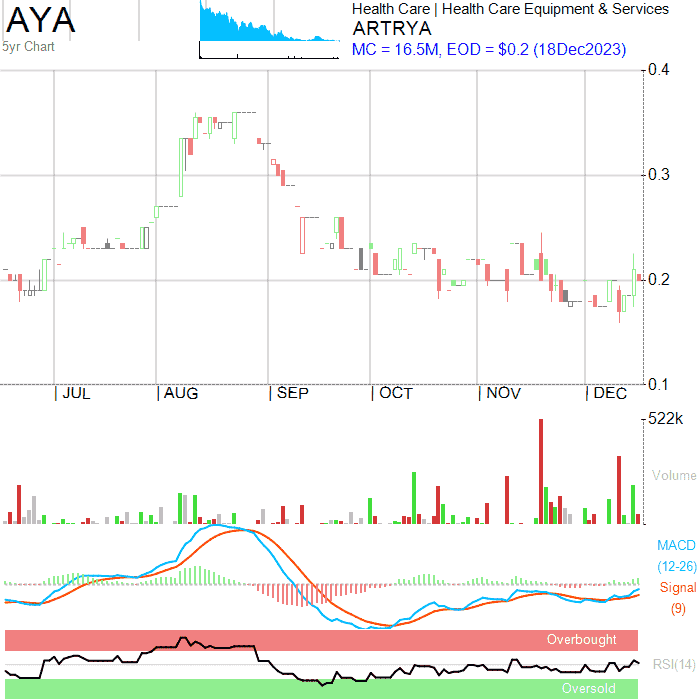 AYA
5yr Chart
Health Care | Health Care Equipment & Services
ARTRYA
MC = 16.5M, EOD = $0.2 (18Dec2023)
0.4
0.3
0.2
0.1
| JUL | AUG | SEP | OCT | NOV | DEC
522k
Volume
MACD
(12-26)
Signal
(9)
Overbought
RSI(14)
Oversold